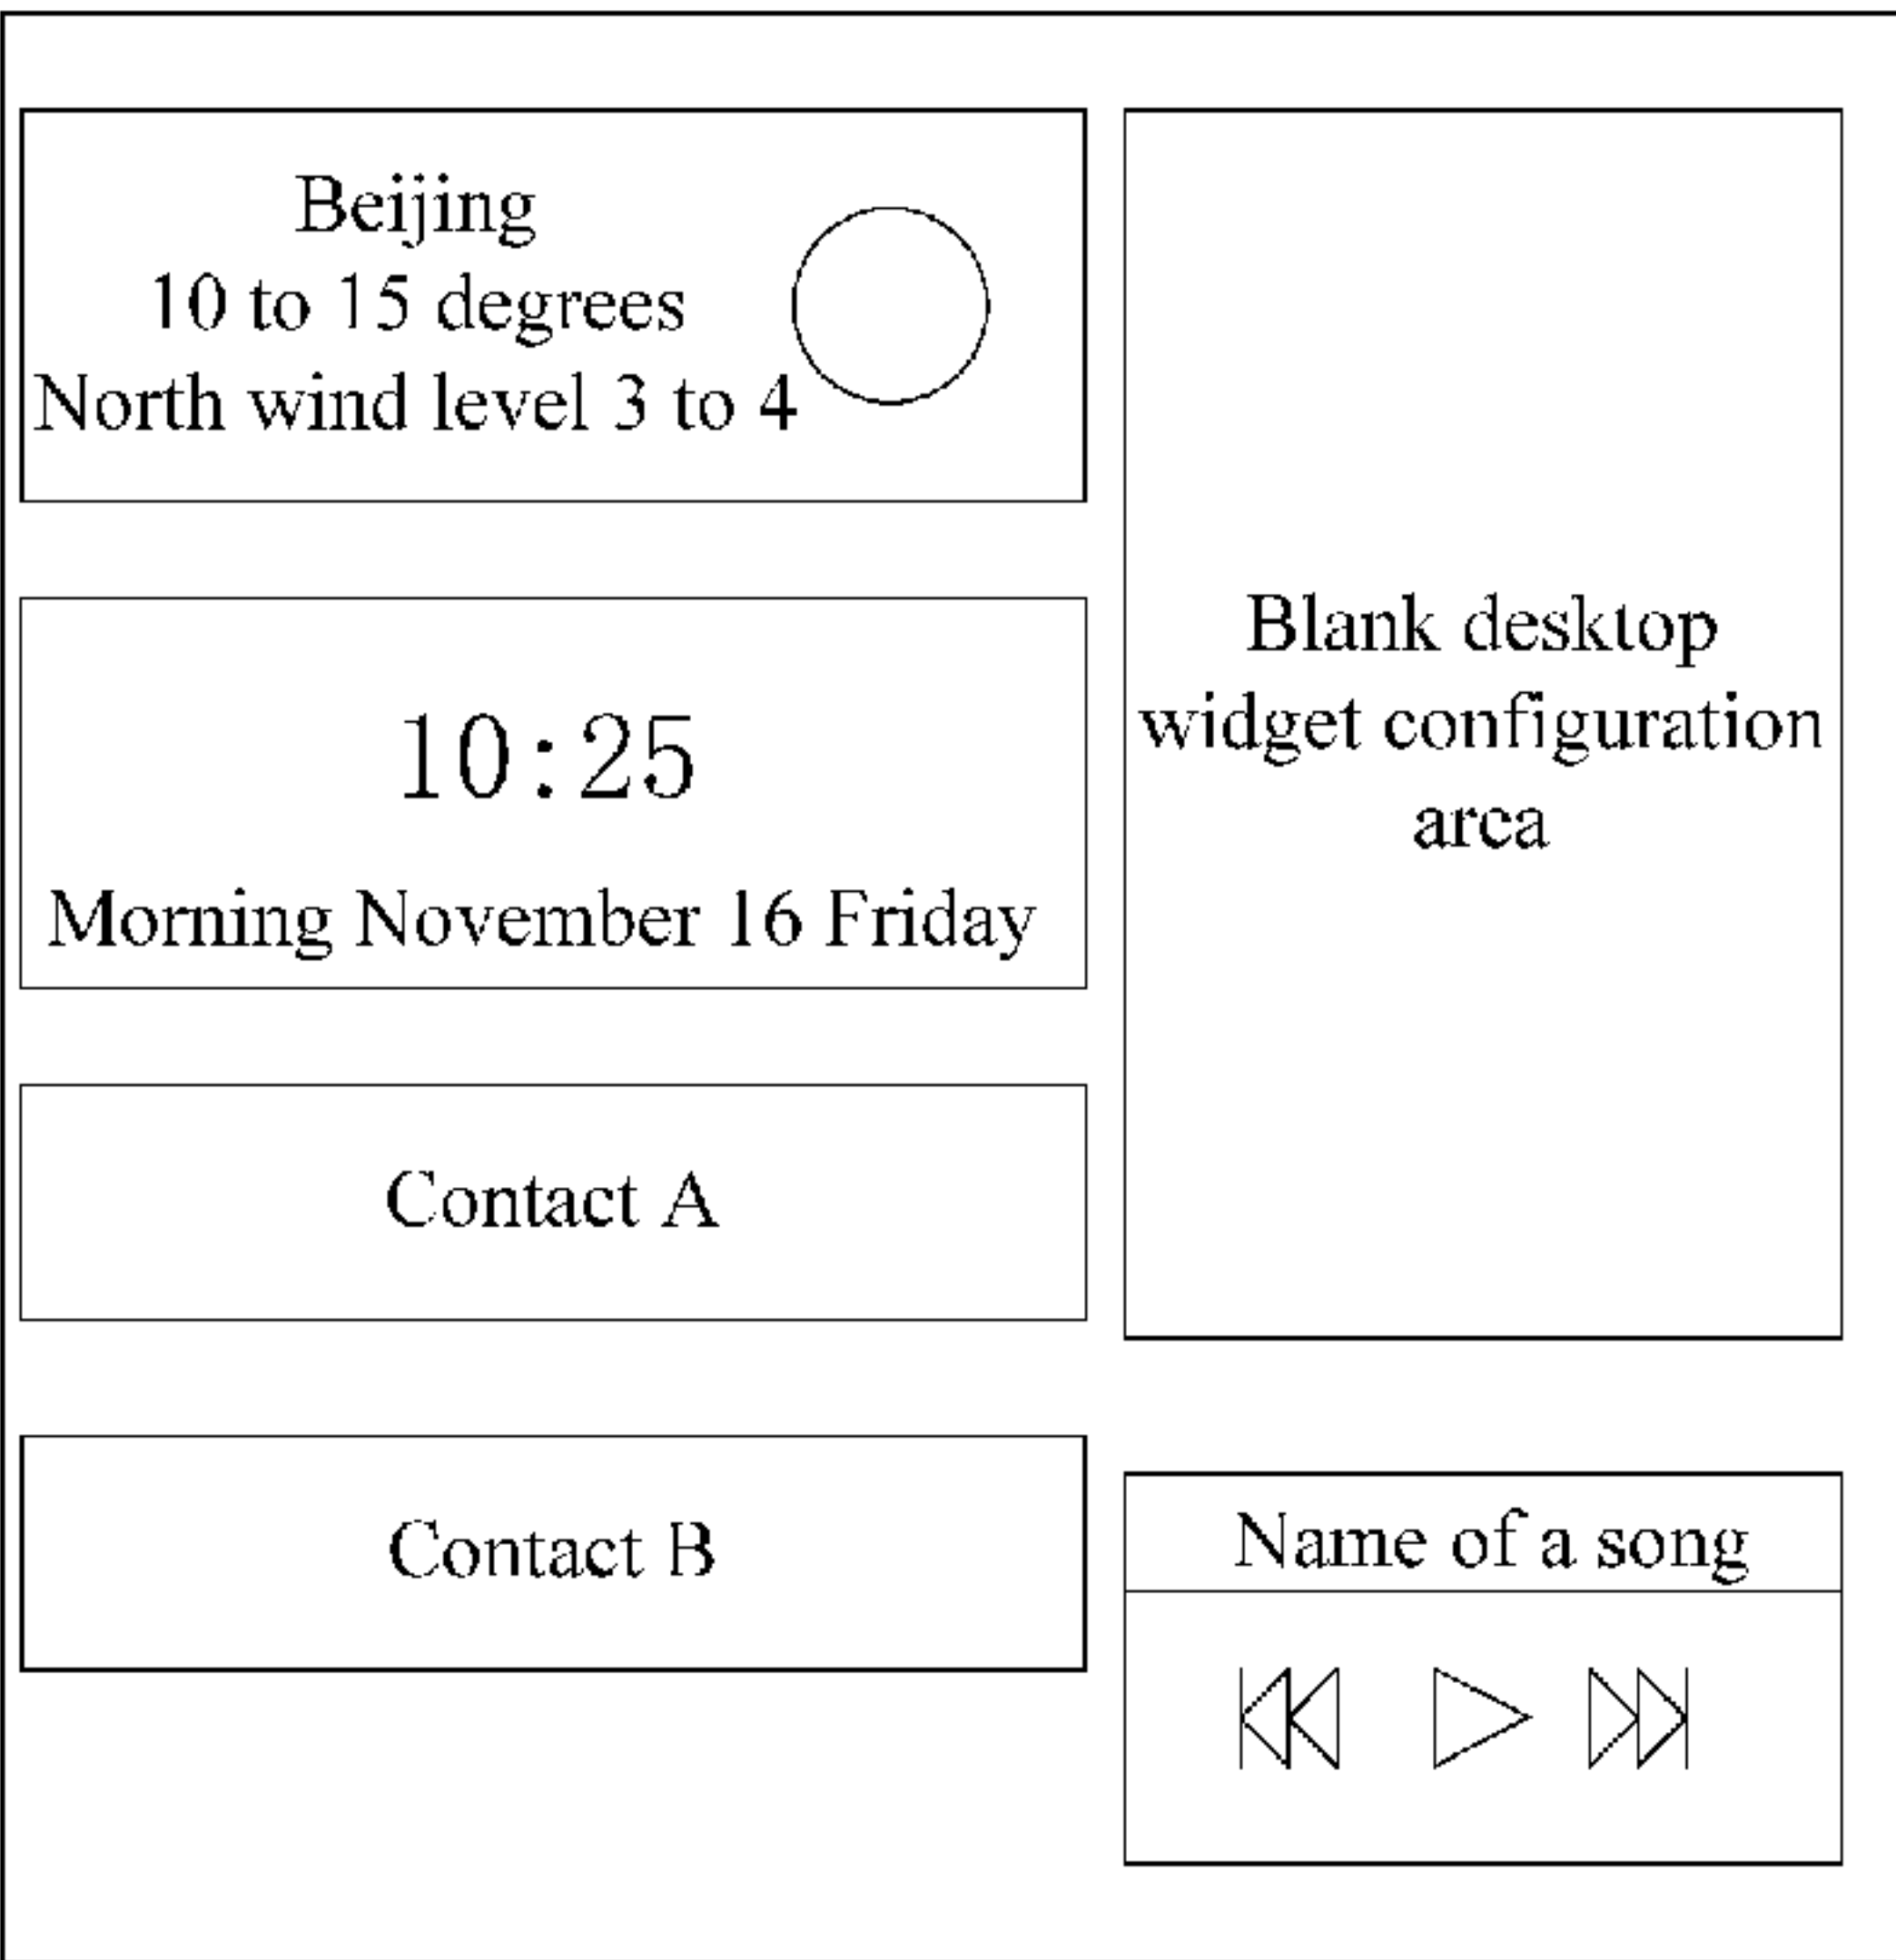 Beijing
10 to 15 degrees
North wind level 3 to 4
10:25
Morning November 16 Friday
Contact A
Contact B
Blank desktop
widget configuration
area
Name of a song